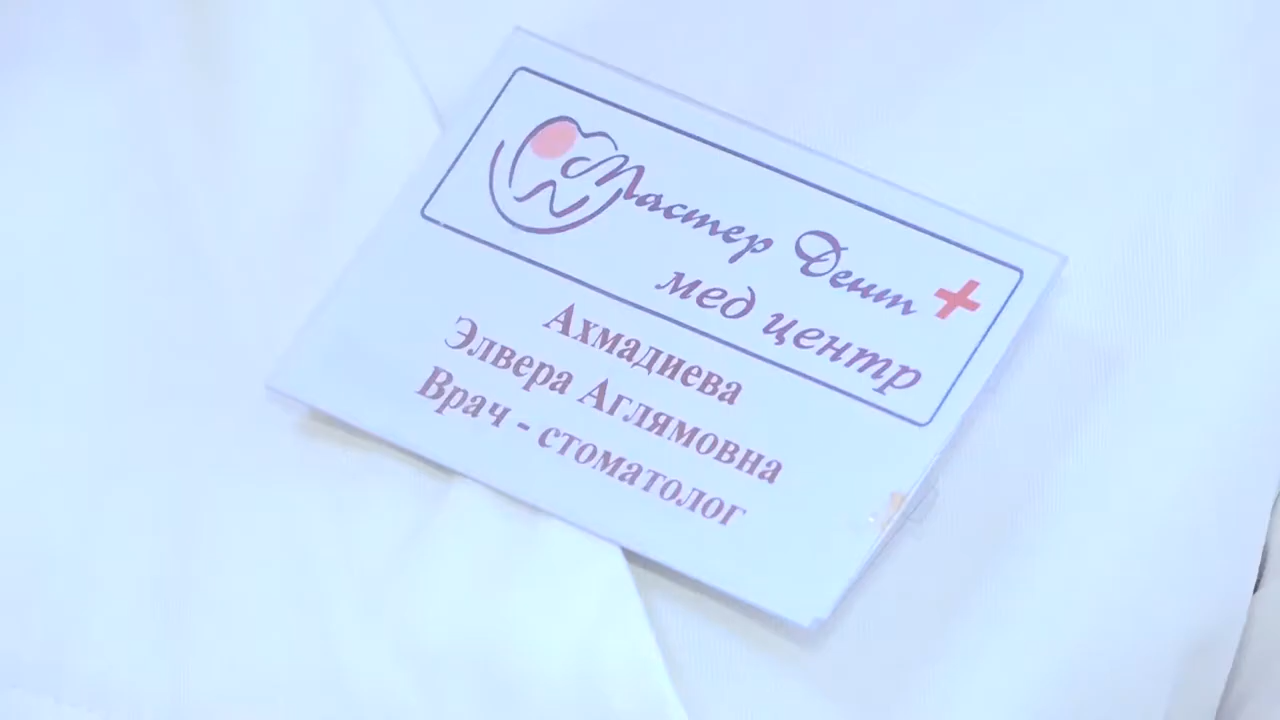 Мастер Дент
мед центр
Ахмадиева
Элвера Аглямовна
Врач - стоматолог